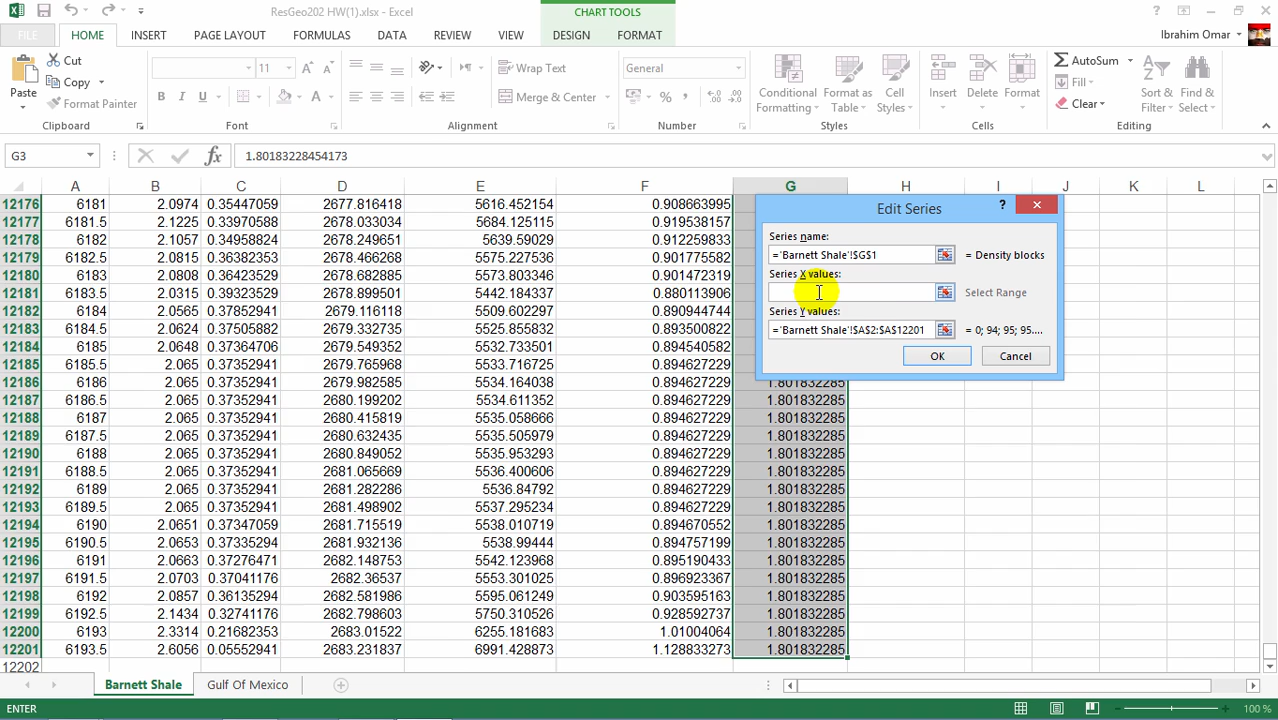 ResGeo202 HW(1).xlsx - Excel
CHART TOOLS
FILE HOME INSERT PAGE LAYOUT FORMULAS DATA REVIEW VIEW DESIGN FORMAT Ibrahim Omar
Cut
Copy
Format Painter
Paste
11
Wrap Text
Merge & Center
General
Conditional Formatting
Format as Table
Cell Styles
Insert Delete Format
AutoSum
Fill
Clear
Sort & Filter
Find & Select
Clipboard Font Alignment Number Styles Cells Editing
G3 1.80183228454173
A B C D E F G H I J K L
12176 6181 2.0974 0.35447059 2677.816418 5616.452154 0.908663995
12177 6181.5 2.1225 0.33970588 2678.033034 5684.125115 0.919538157
12178 6182 2.1057 0.34958824 2678.249651 5639.59029 0.912259833
12179 6182.5 2.0815 0.36382353 2678.466267 5575.227536 0.901775582
12180 6183 2.0808 0.36423529 2678.682885 5573.803246 0.901472319
12181 6183.5 2.0315 0.39323529 2678.899501 5442.184337 0.880113906
12182 6184 2.0565 0.37852941 2679.116118 5509.602297 0.890944744
12183 6184.5 2.0624 0.37505882 2679.332735 5525.855832 0.893500805
12184 6185 2.0648 0.37364706 2679.549352 5532.733501 0.894540582
12185 6185.5 2.065 0.37352941 2679.765968 5533.716725 0.894627229
12186 6186 2.065 0.37352941 2679.982585 5534.164038 0.894627229 1.801832285
12187 6186.5 2.065 0.37352941 2680.199202 5534.611352 0.894627229 1.801832285
12188 6187 2.065 0.37352941 2680.415819 5535.058666 0.894627229 1.801832285
12189 6187.5 2.065 0.37352941 2680.632435 5535.505979 0.894627229 1.801832285
12190 6188 2.065 0.37352941 2680.849052 5535.953293 0.894627229 1.801832285
12191 6188.5 2.065 0.37352941 2681.065669 5536.400606 0.894627229 1.801832285
12192 6189 2.065 0.37352941 2681.282286 5536.84792 0.894627229 1.801832285
12193 6189.5 2.065 0.37352941 2681.498902 5537.295234 0.894627229 1.801832285
12194 6190 2.0651 0.37347059 2681.715519 5538.010719 0.894670552 1.801832285
12195 6190.5 2.0653 0.37335294 2681.932136 5538.99444 0.894757199 1.801832285
12196 6191 2.0663 0.37276471 2682.148753 5542.123968 0.895190433 1.801832285
12197 6191.5 2.0703 0.37041176 2682.36537 5553.301025 0.896923367 1.801832285
12198 6192 2.0857 0.36135294 2682.581986 5595.061249 0.903595163 1.801832285
12199 6192.5 2.1434 0.32741176 2682.798603 5750.310526 0.928592737 1.801832285
12200 6193 2.3314 0.21682353 2683.01522 6255.181683 1.01004064 1.801832285
12201 6193.5 2.6056 0.05552941 2683.231837 6991.428873 1.128833273 1.801832285
12202
Edit Series
Series name:
='Barnett Shale'!$G$1 = Density blocks
Series X values:
Select Range
Series Y values:
='Barnett Shale'!$A$2:$A$12201 = 0; 94; 95; 95....
OK Cancel
Barnett Shale Gulf Of Mexico
ENTER 100 %